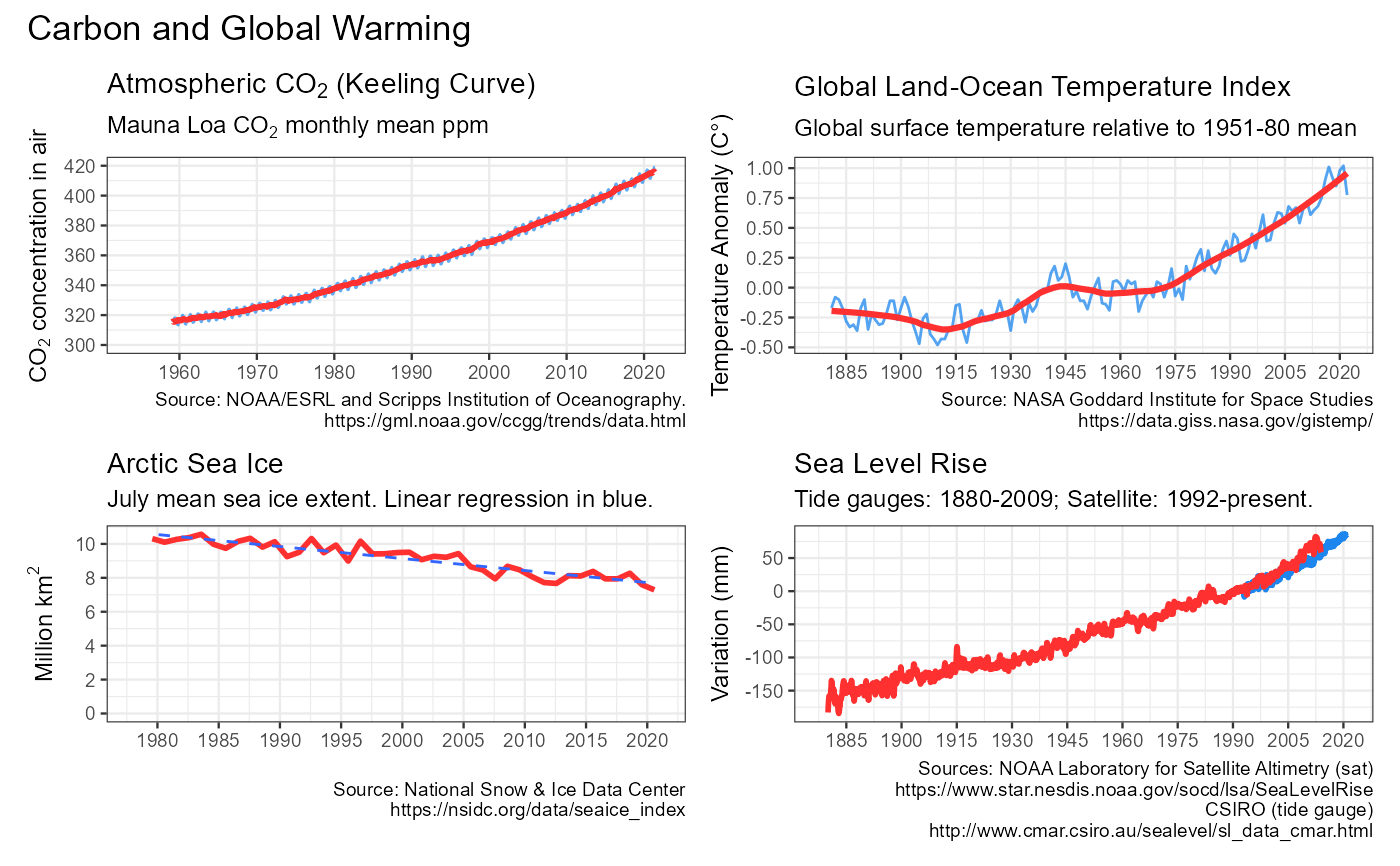 Carbon and Global Warming
Atmospheric CO₂ (Keeling Curve)
Mauna Loa CO₂ monthly mean ppm
CO₂ concentration in air
420
400
380
360
340
320
300
1960 1970 1980 1990 2000 2010 2020
Source: NOAA/ESRL and Scripps Institution of Oceanography.
https://gml.noaa.gov/ccgg/trends/data.html
Global Land-Ocean Temperature Index
Global surface temperature relative to 1951-80 mean
Temperature Anomaly (C°)
1.00
0.75
0.50
0.25
0.00
-0.25
-0.50
1885 1900 1915 1930 1945 1960 1975 1990 2005 2020
Source: NASA Goddard Institute for Space Studies
https://data.giss.nasa.gov/gistemp/
Arctic Sea Ice
July mean sea ice extent. Linear regression in blue.
Million km²
10
8
6
4
2
0
1980 1985 1990 1995 2000 2005 2010 2015 2020
Source: National Snow & Ice Data Center
https://nsidc.org/data/seaice_index
Sea Level Rise
Tide gauges: 1880-2009; Satellite: 1992-present.
Variation (mm)
50
0
-50
-100
-150
1885 1900 1915 1930 1945 1960 1975 1990 2005 2020
Sources: NOAA Laboratory for Satellite Altimetry (sat)
https://www.star.nesdis.noaa.gov/socd/lsa/SeaLevelRise
CSIRO (tide gauge)
http://www.cmar.csiro.au/sealevel/sl_data_cmar.html